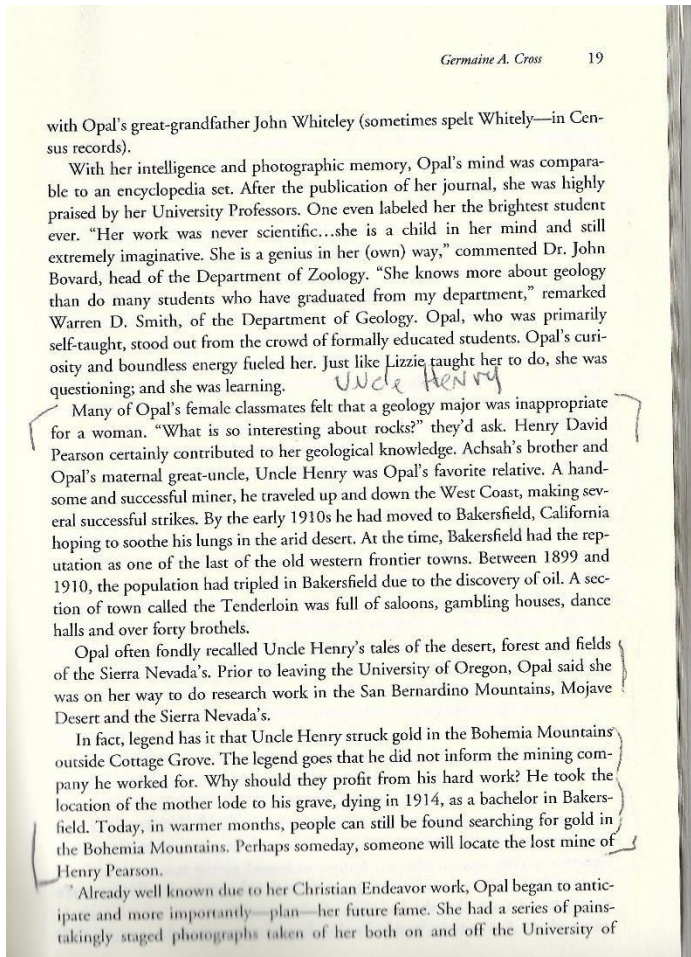 Germaine A. Cross 19
with Opal's great-grandfather John Whiteley (sometimes spelt Whitely—in Cen-
sus records).
With her intelligence and photographic memory, Opal's mind was compara-
ble to an encyclopedia set. After the publication of her journal, she was highly
praised by her University Professors. One even labeled her the brightest student
ever. "Her work was never scientific...she is a child in her mind and still
extremely imaginative. She is a genius in her (own) way," commented Dr. John
Bovard, head of the Department of Zoology. "She knows more about geology
than do many students who have graduated from my department," remarked
Warren D. Smith, of the Department of Geology. Opal, who was primarily
self-taught, stood out from the crowd of formally educated students. Opal's curi-
osity and boundless energy fueled her. Just like Lizzie taught her to do, she was
questioning; and she was learning.
Uncle Henry
Many of Opal's female classmates felt that a geology major was inappropriate
for a woman. "What is so interesting about rocks?" they'd ask. Henry David
Pearson certainly contributed to her geological knowledge. Achsah's brother and
Opal's maternal great-uncle, Uncle Henry was Opal's favorite relative. A hand-
some and successful miner, he traveled up and down the West Coast, making sev-
eral successful strikes. By the early 1910s he had moved to Bakersfield, California
hoping to soothe his lungs in the arid desert. At the time, Bakersfield had the rep-
utation as one of the last of the old western frontier towns. Between 1899 and
1910, the population had tripled in Bakersfield due to the discovery of oil. A sec-
tion of town called the Tenderloin was full of saloons, gambling houses, dance
halls and over forty brothels.
Opal often fondly recalled Uncle Henry's tales of the desert, forest and fields
of the Sierra Nevada's. Prior to leaving the University of Oregon, Opal said she
was on her way to do research work in the San Bernardino Mountains, Mojave
Desert and the Sierra Nevada's.
In fact, legend has it that Uncle Henry struck gold in the Bohemia Mountains
outside Cottage Grove. The legend goes that he did not inform the mining com-
pany he worked for. Why should they profit from his hard work? He took the
location of the mother lode to his grave, dying in 1914, as a bachelor in Bakers-
field. Today, in warmer months, people can still be found searching for gold in
the Bohemia Mountains. Perhaps someday, someone will locate the lost mine of
Henry Pearson.
Already well known due to her Christian Endeavor work, Opal began to antic-
ipate and more importantly—plan—her future fame. She had a series of pains-
takingly staged photographs taken of her both on and off the University of